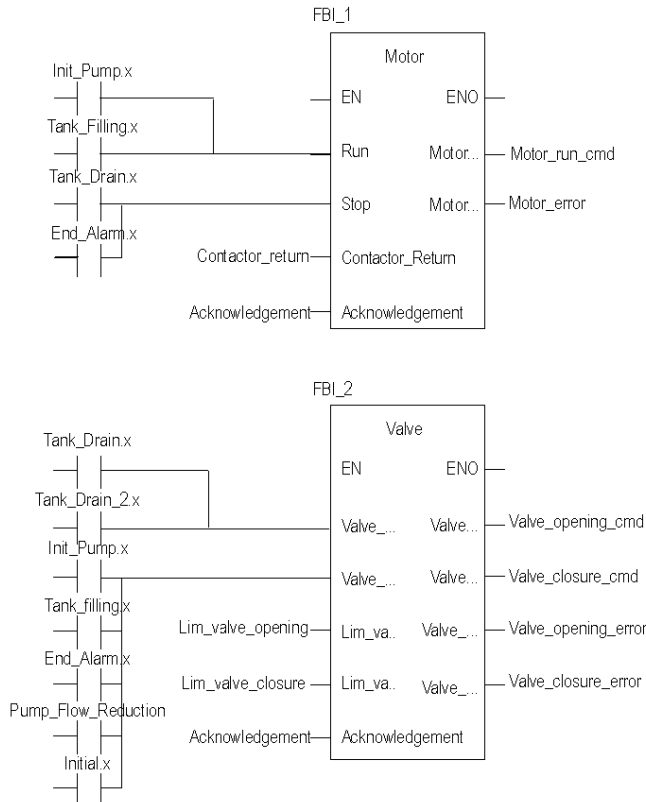 FBI_1
Motor
Init_Pump.x
EN ENO
Tank_Filling.x
Run Motor... Motor_run_cmd
Tank_Drain.x
Stop Motor... Motor_error
End_Alarm.x
Contactor_return Contactor_Return
Acknowledgement Acknowledgement
FBI_2
Valve
Tank_Drain.x
EN ENO
Tank_Drain_2.x
Valve_... Valve... Valve_opening_cmd
Init_Pump.x
Valve_... Valve... Valve_closure_cmd
Tank_filling.x
Lim_valve_opening Lim_va.. Valve_... Valve_opening_error
End_Alarm.x
Lim_valve_closure Lim_va.. Valve_... Valve_closure_error
Pump_Flow_Reduction
Acknowledgement Acknowledgement
Initial.x